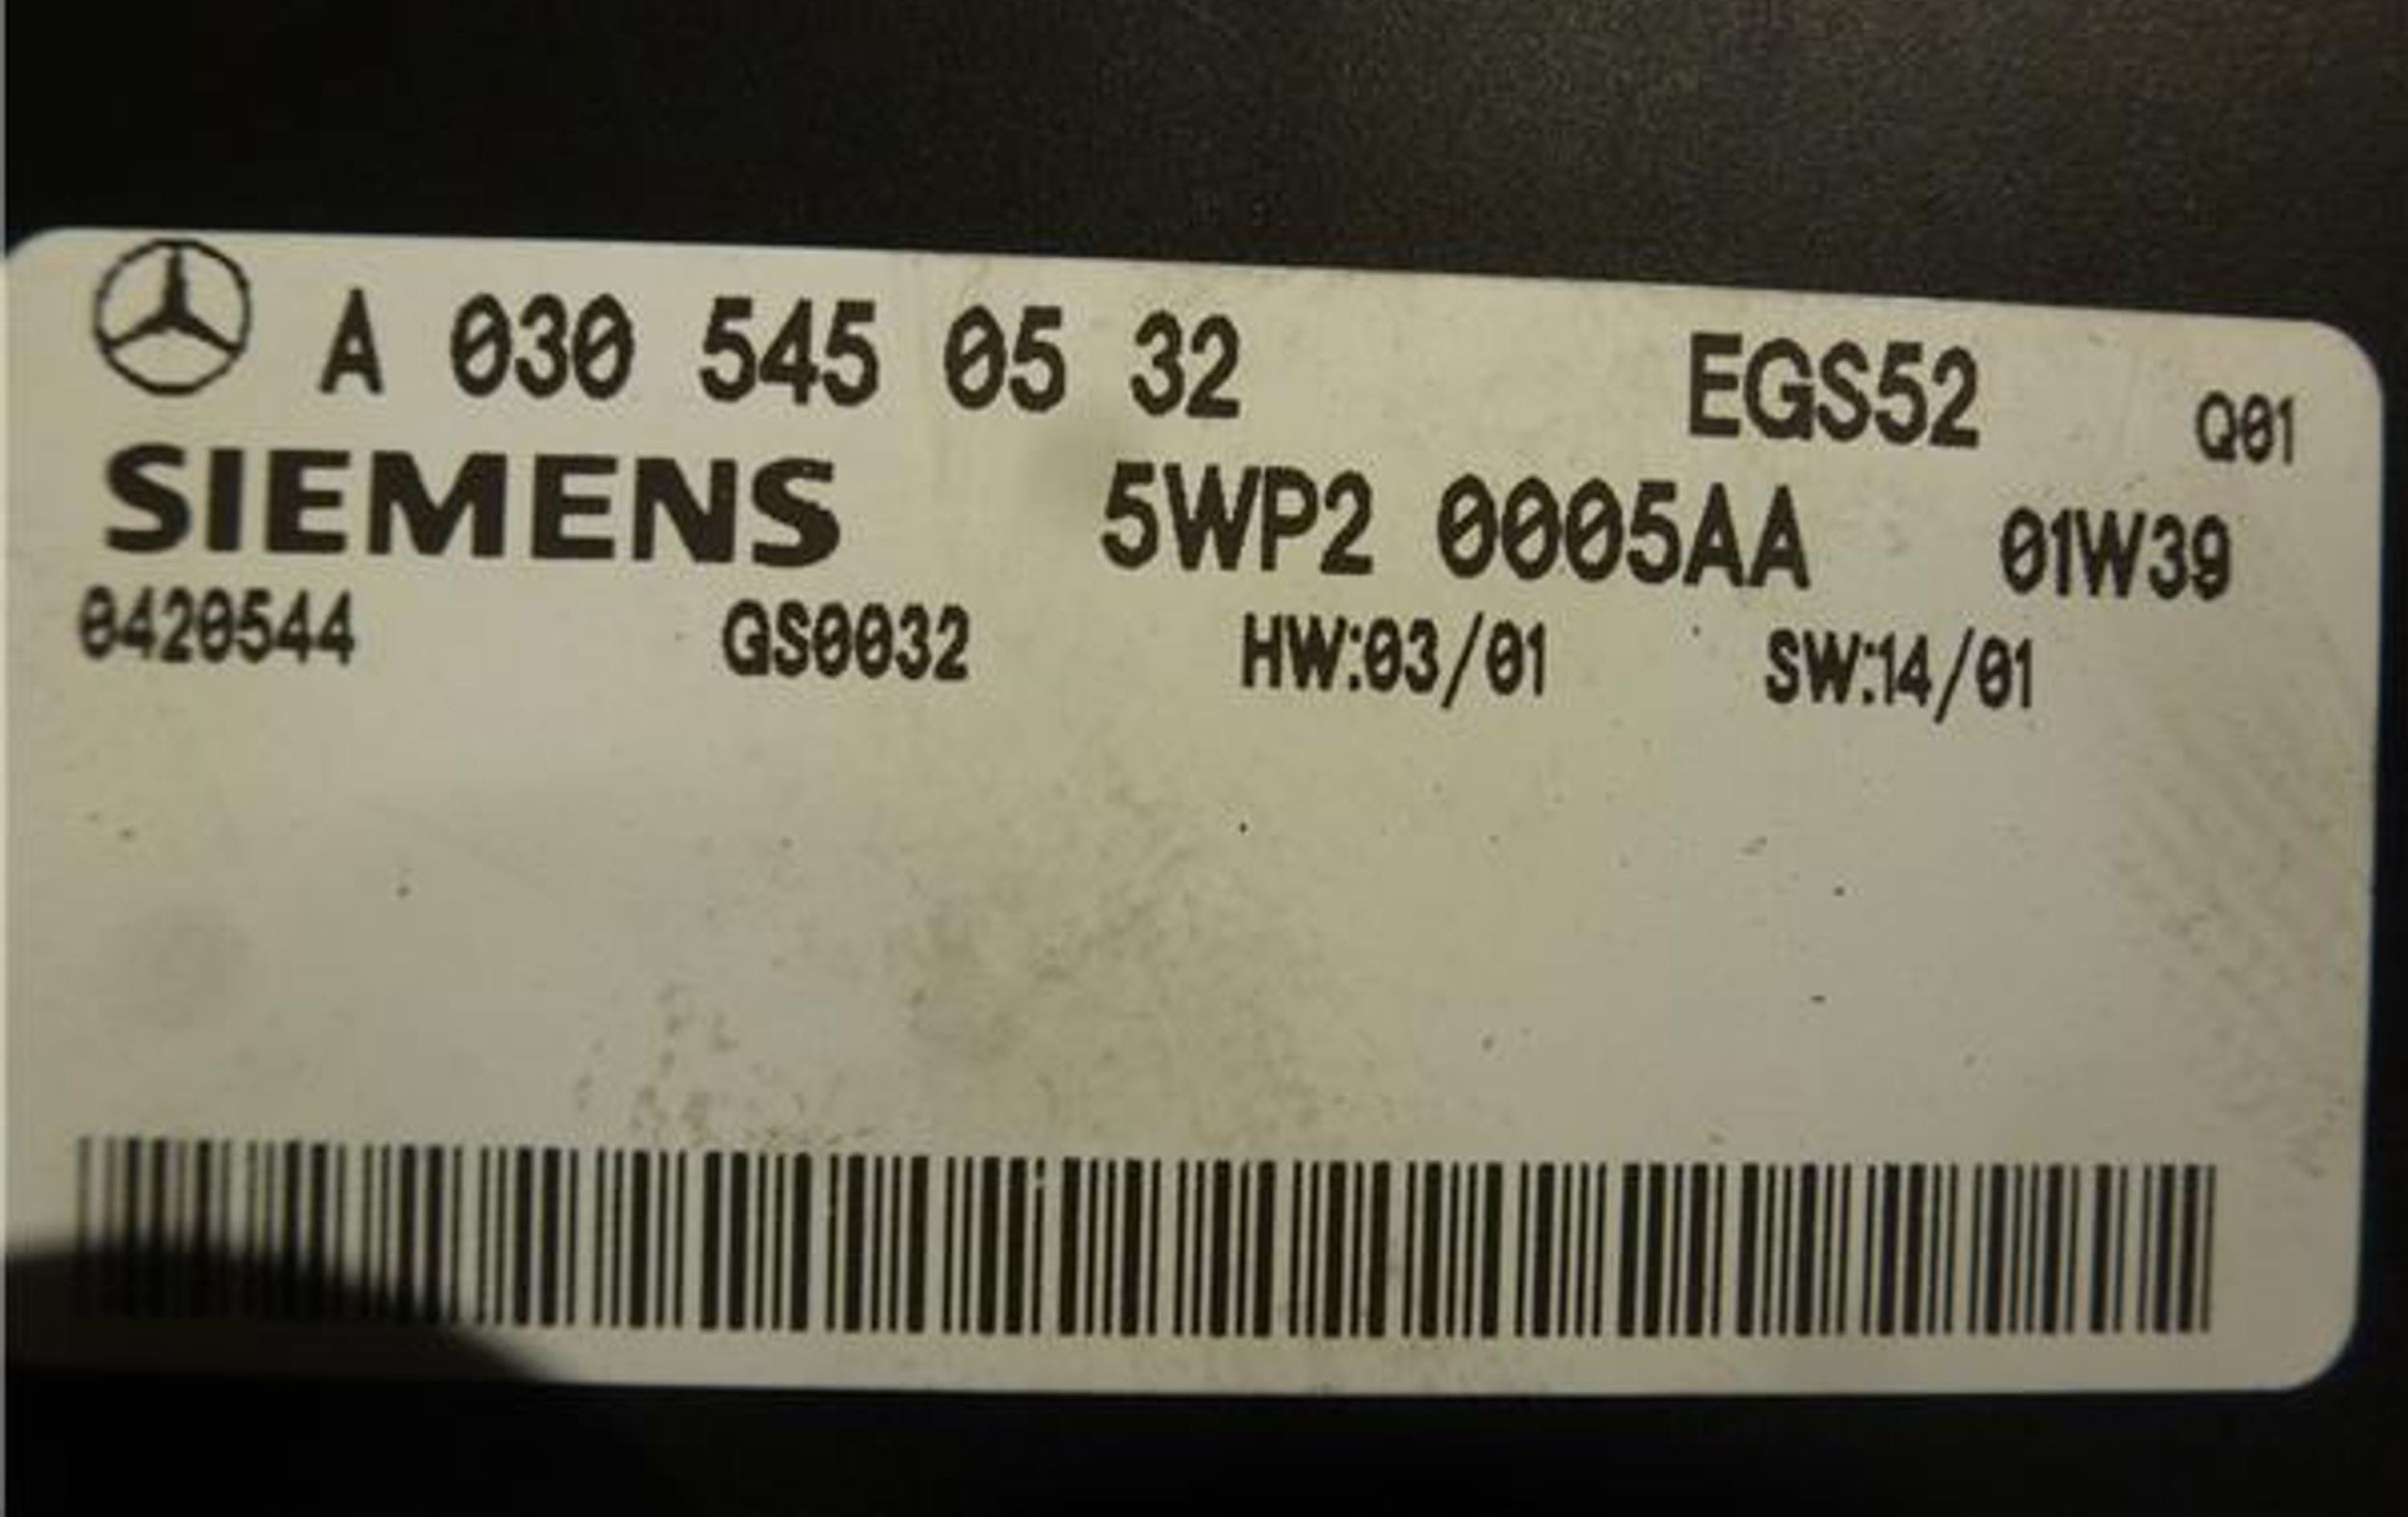 A 030 545 05 32 EGS52 Q01
SIEMENS 5WP2 0005AA 01W39
0420544 GS0032 HW:03/01 SW:14/01